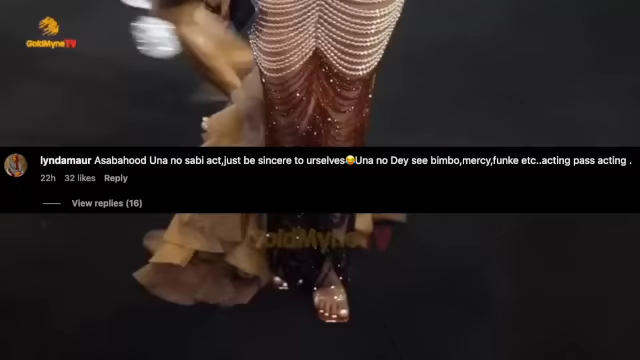 GoldMyneTV
lyndamaur Asabahood Una no sabi act,just be sincere to urselves😂Una no Dey see bimbo,mercy,funke etc..acting pass acting .
22h 32 likes Reply
View replies (16)
GoldMyneTV